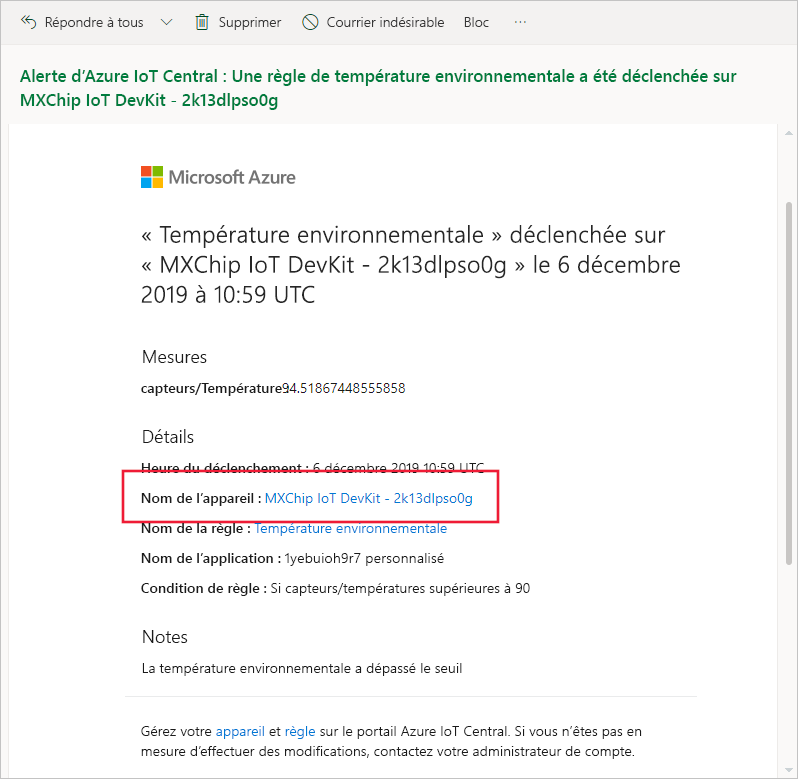 Répondre à tous Supprimer Courrier indésirable Bloc ...
Alerte d’Azure IoT Central : Une règle de température environnementale a été déclenchée sur
MXChip IoT DevKit - 2k13dlpso0g
Microsoft Azure
« Température environnementale » déclenchée sur
« MXChip IoT DevKit - 2k13dlpso0g » le 6 décembre
2019 à 10:59 UTC
Mesures
capteurs/Température: 94.51867448555858
Détails
Heure du déclenchement : 6 décembre 2019 10:59 UTC
Nom de l’appareil : MXChip IoT DevKit - 2k13dlpso0g
Nom de la règle : Température environnementale
Nom de l’application : 1yebuioh9r7 personnalisé
Condition de règle : Si capteurs/températures supérieures à 90
Notes
La température environnementale a dépassé le seuil
Gérez votre appareil et règle sur le portail Azure IoT Central. Si vous n’êtes pas en
mesure d’effectuer des modifications, contactez votre administrateur de compte.